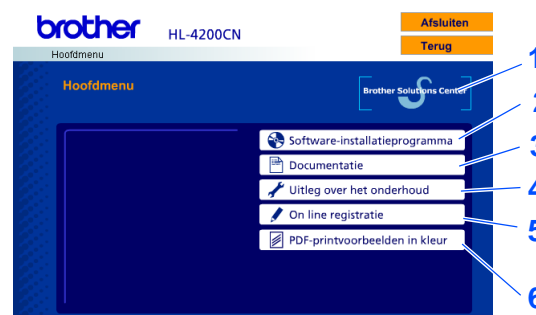 brother
HL-4200CN
Afsluiten
Terug
Hoofdmenu
Hoofdmenu
Brother Solutions Center
Software-installatieprogramma
Documentatie
Uitleg over het onderhoud
On line registratie
PDF-printvoorbeelden in kleur
1
2
3
4
5
6